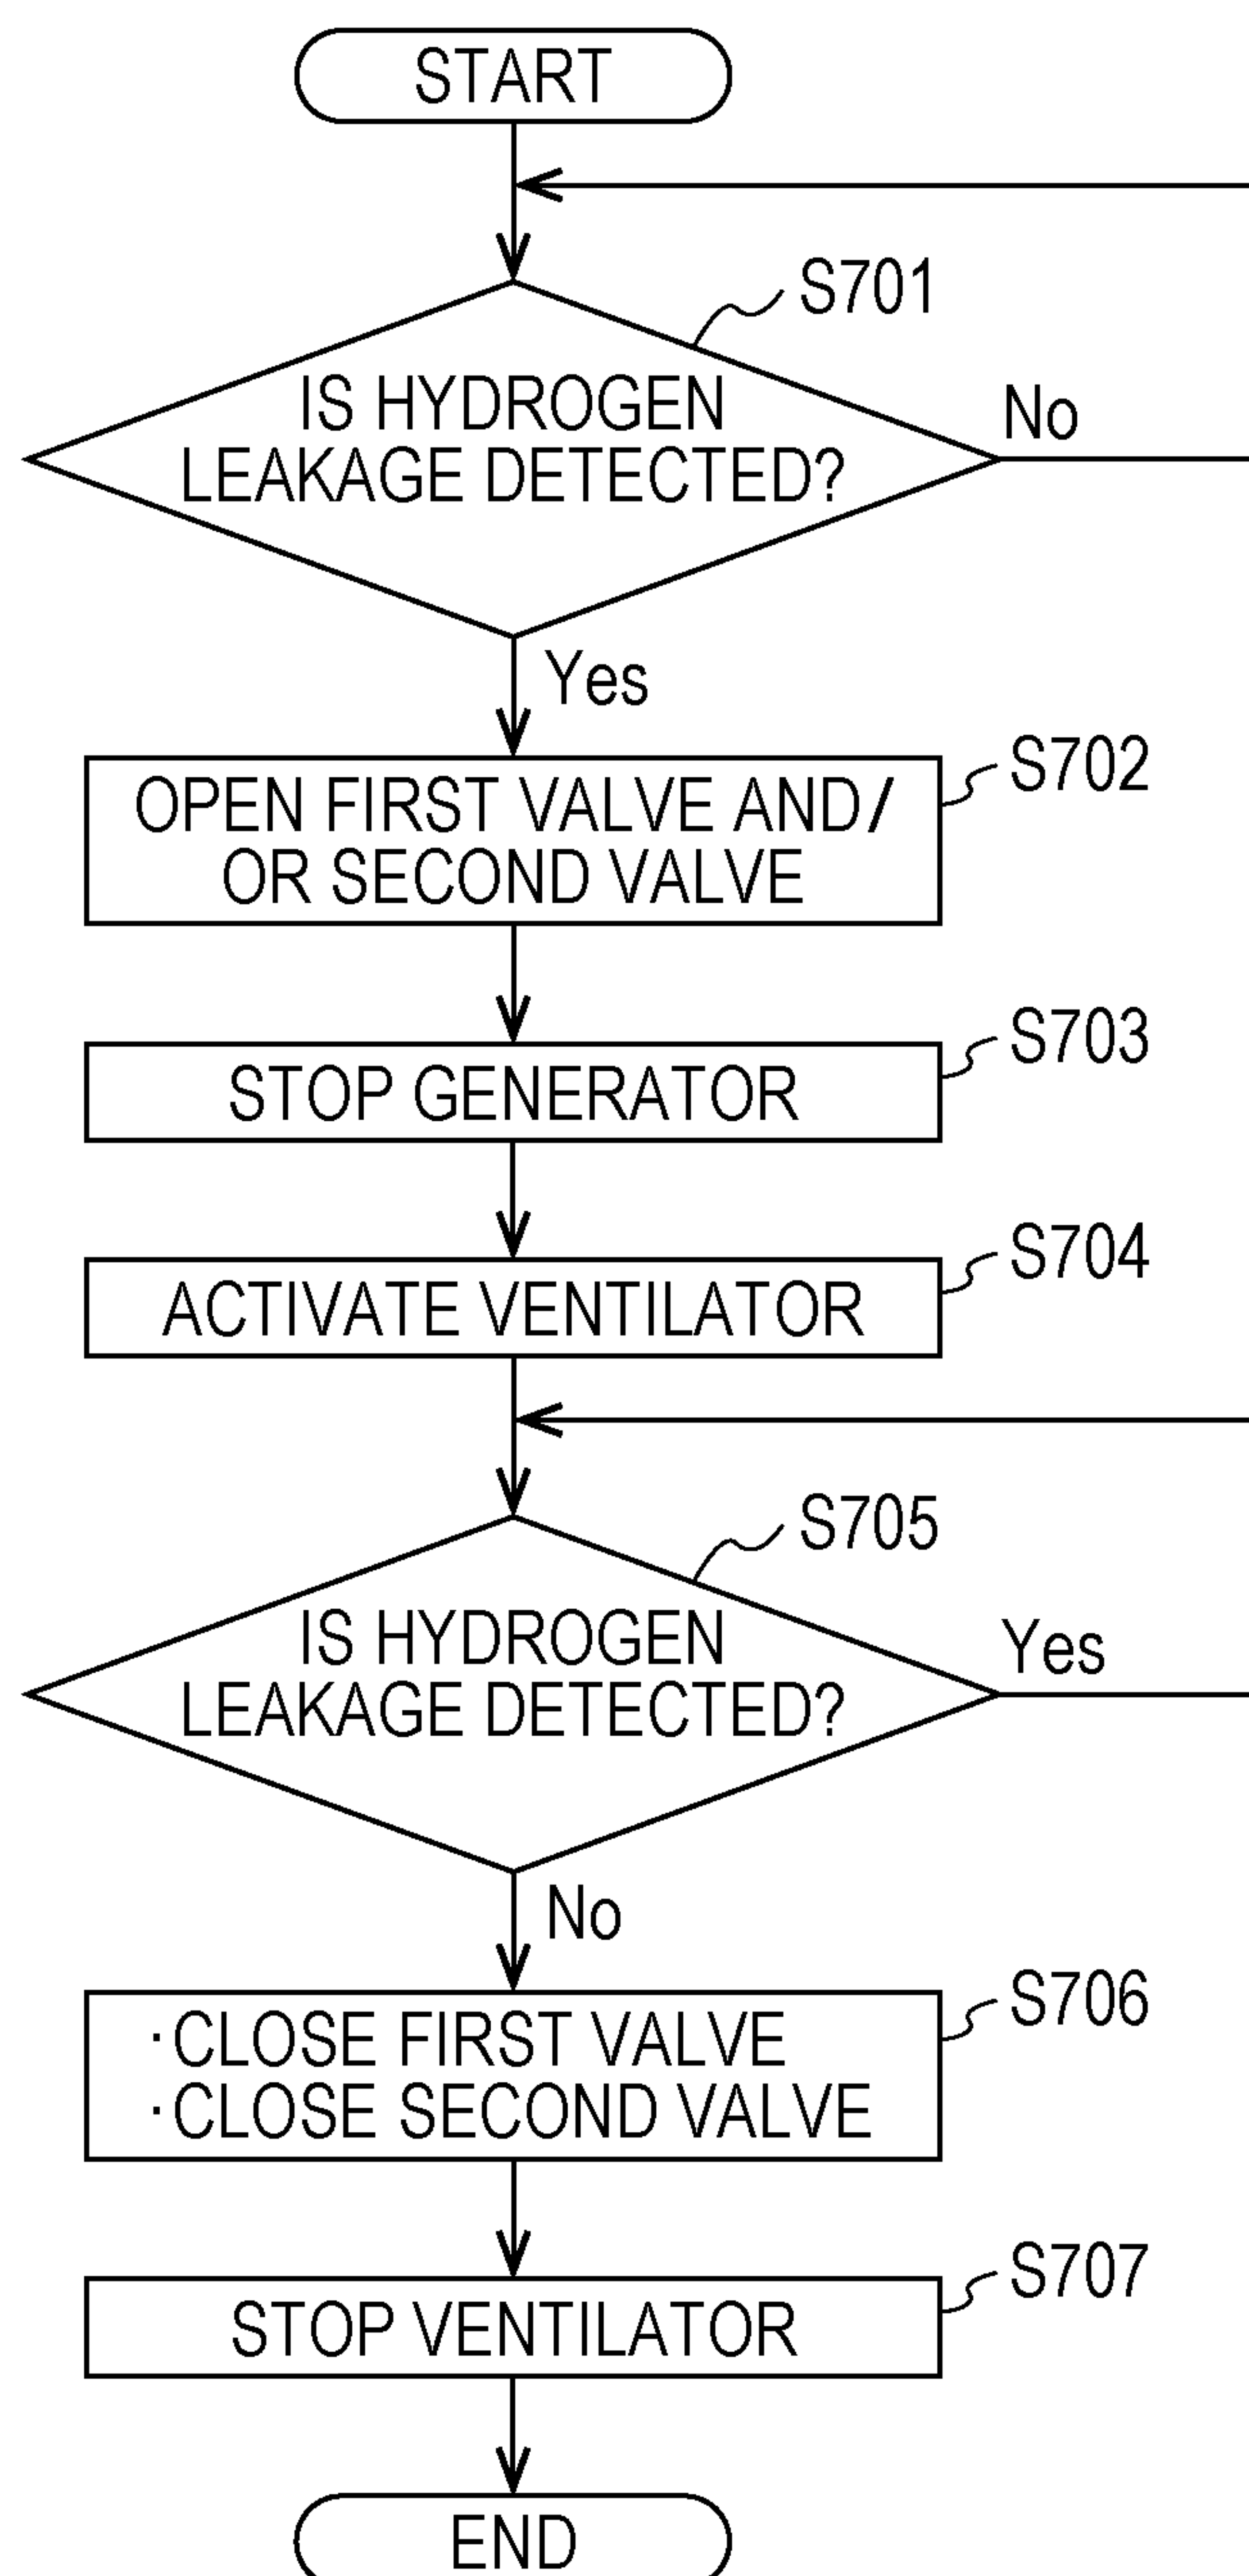 START
S701
IS HYDROGEN
LEAKAGE DETECTED?
No
Yes
S702
OPEN FIRST VALVE AND/
OR SECOND VALVE
S703
STOP GENERATOR
S704
ACTIVATE VENTILATOR
S705
IS HYDROGEN
LEAKAGE DETECTED?
Yes
No
S706
·CLOSE FIRST VALVE
·CLOSE SECOND VALVE
S707
STOP VENTILATOR
END